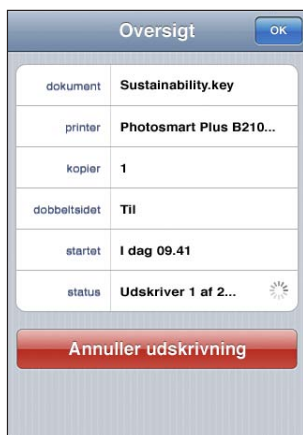 Oversigt
OK
dokument Sustainability.key
printer Photosmart Plus B210...
kopier 1
dobbeltsidet Til
startet I dag 09.41
status Udskriver 1 af 2...
Annuller udskrivning